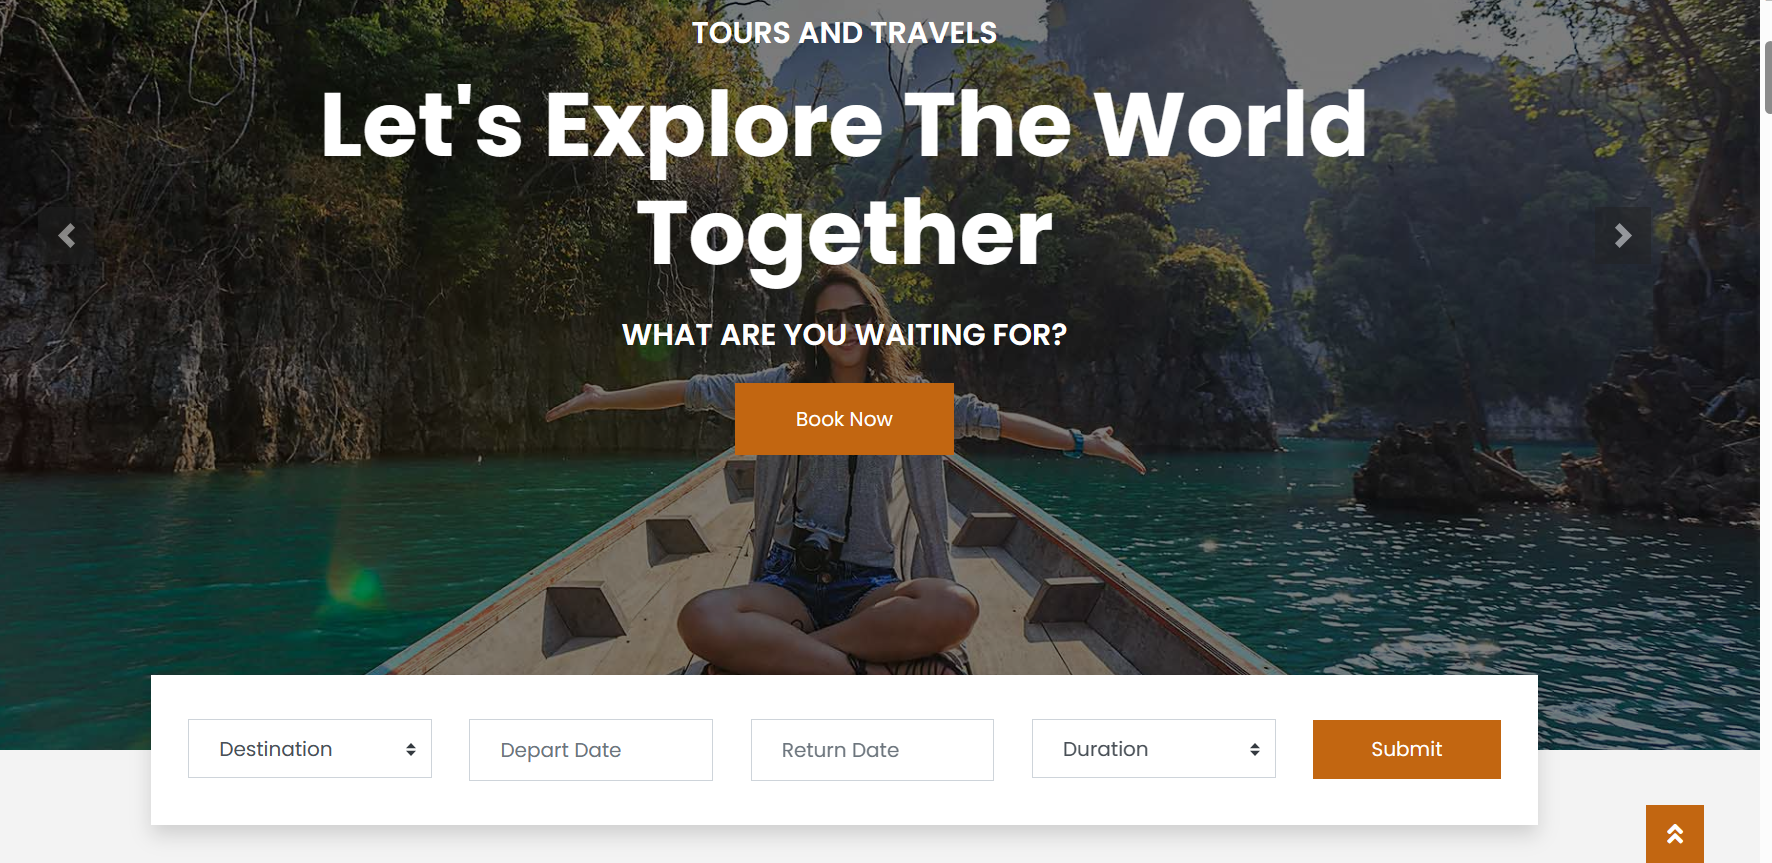 TOURS AND TRAVELS
Let's Explore The World
Together
WHAT ARE YOU WAITING FOR?
Book Now
Destination
Depart Date
Return Date
Duration
Submit